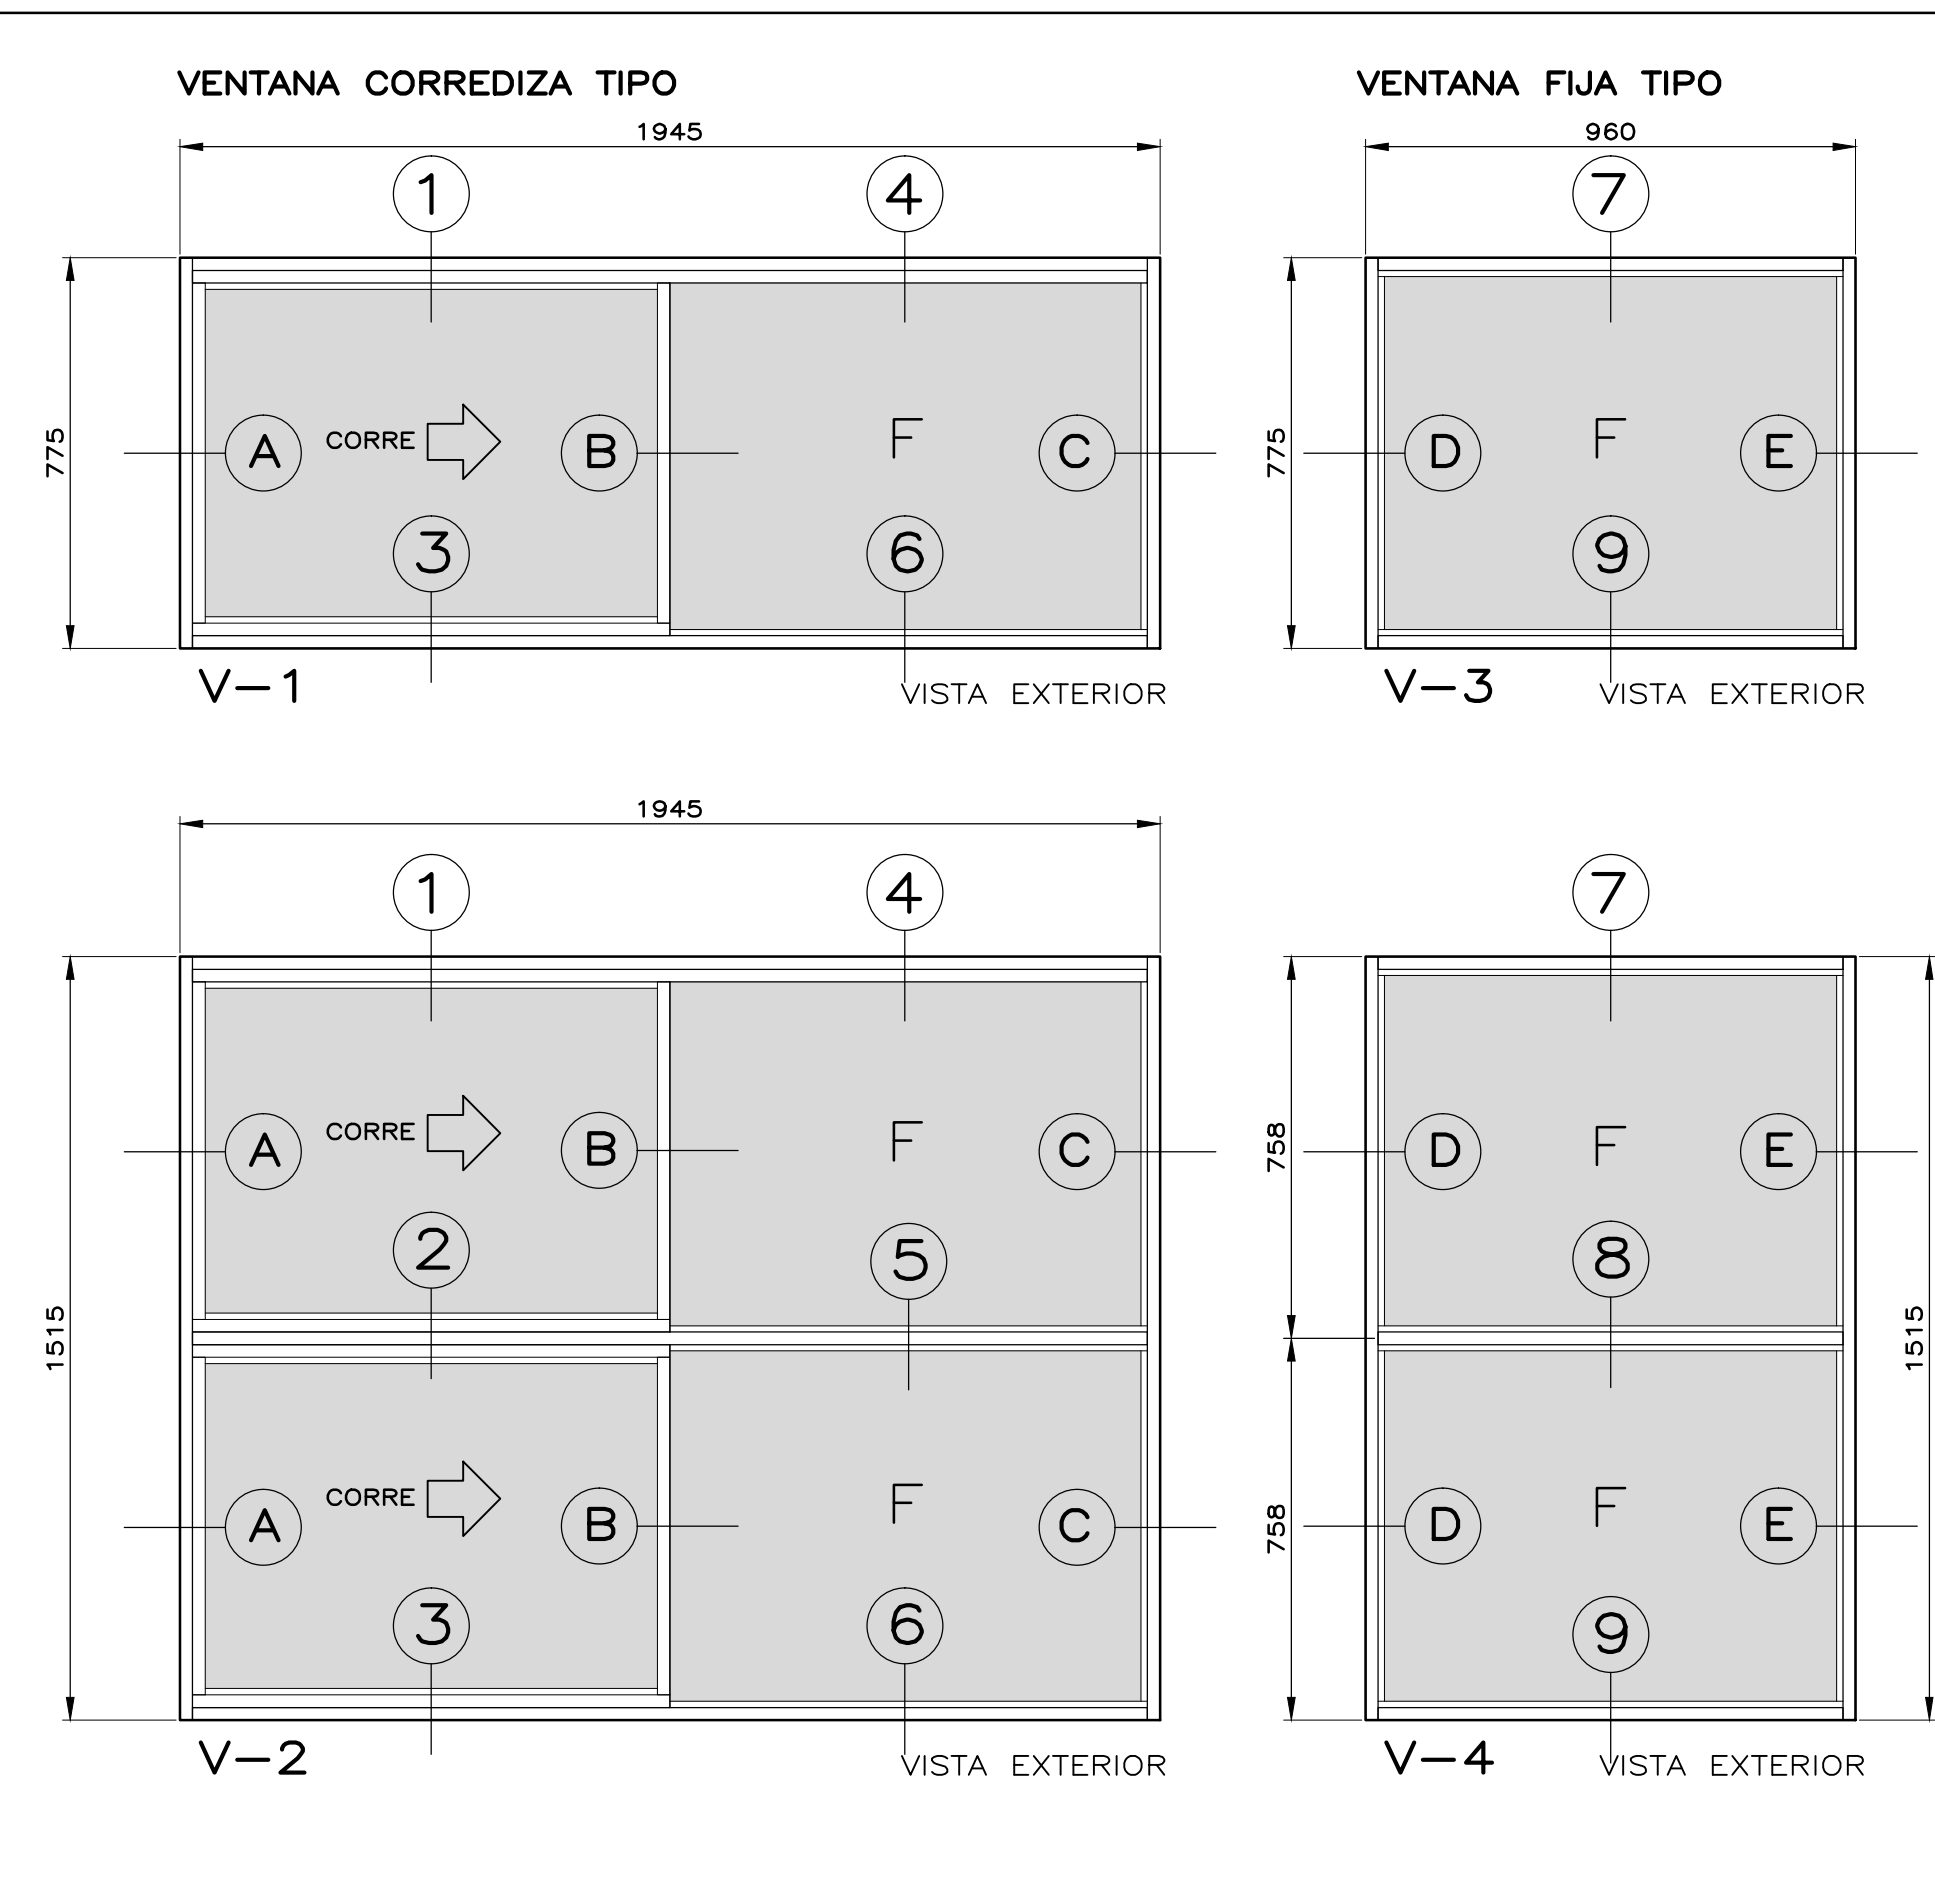 VENTANA CORREDIZA TIPO
VENTANA FIJA TIPO
1945
960
1
4
7
775
775
A
CORRE
B
F
C
D
F
E
3
6
9
V-1
VISTA EXTERIOR
V-3
VISTA EXTERIOR
1945
1
4
7
1515
758
1515
A
CORRE
B
F
C
D
F
E
2
5
8
758
A
CORRE
B
F
C
D
F
E
3
6
9
V-2
VISTA EXTERIOR
V-4
VISTA EXTERIOR